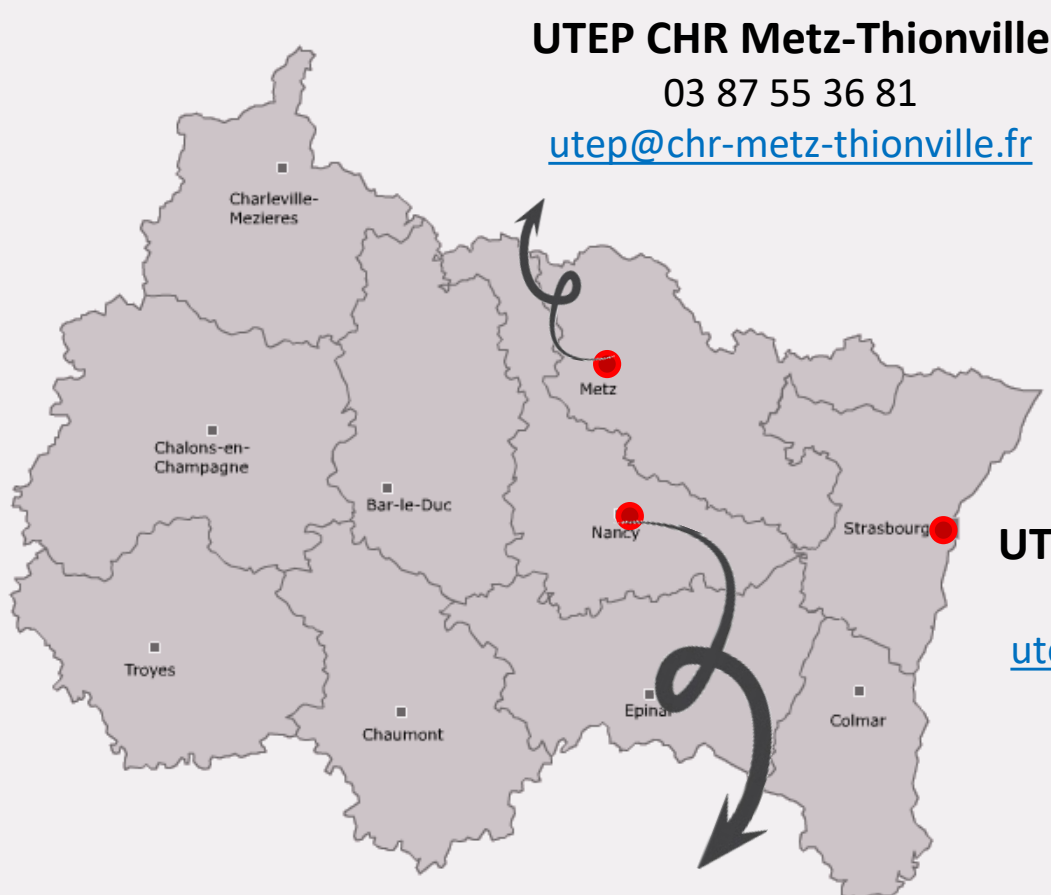 UTEP CHR Metz-Thionville
03 87 55 36 81
utep@chr-metz-thionville.fr
Charleville-
Mezieres
Metz
Chalons-en-
Champagne
Bar-le-Duc
Nancy
Strasbourg
UT
ute
Troyes
Epinal
Colmar
Chaumont